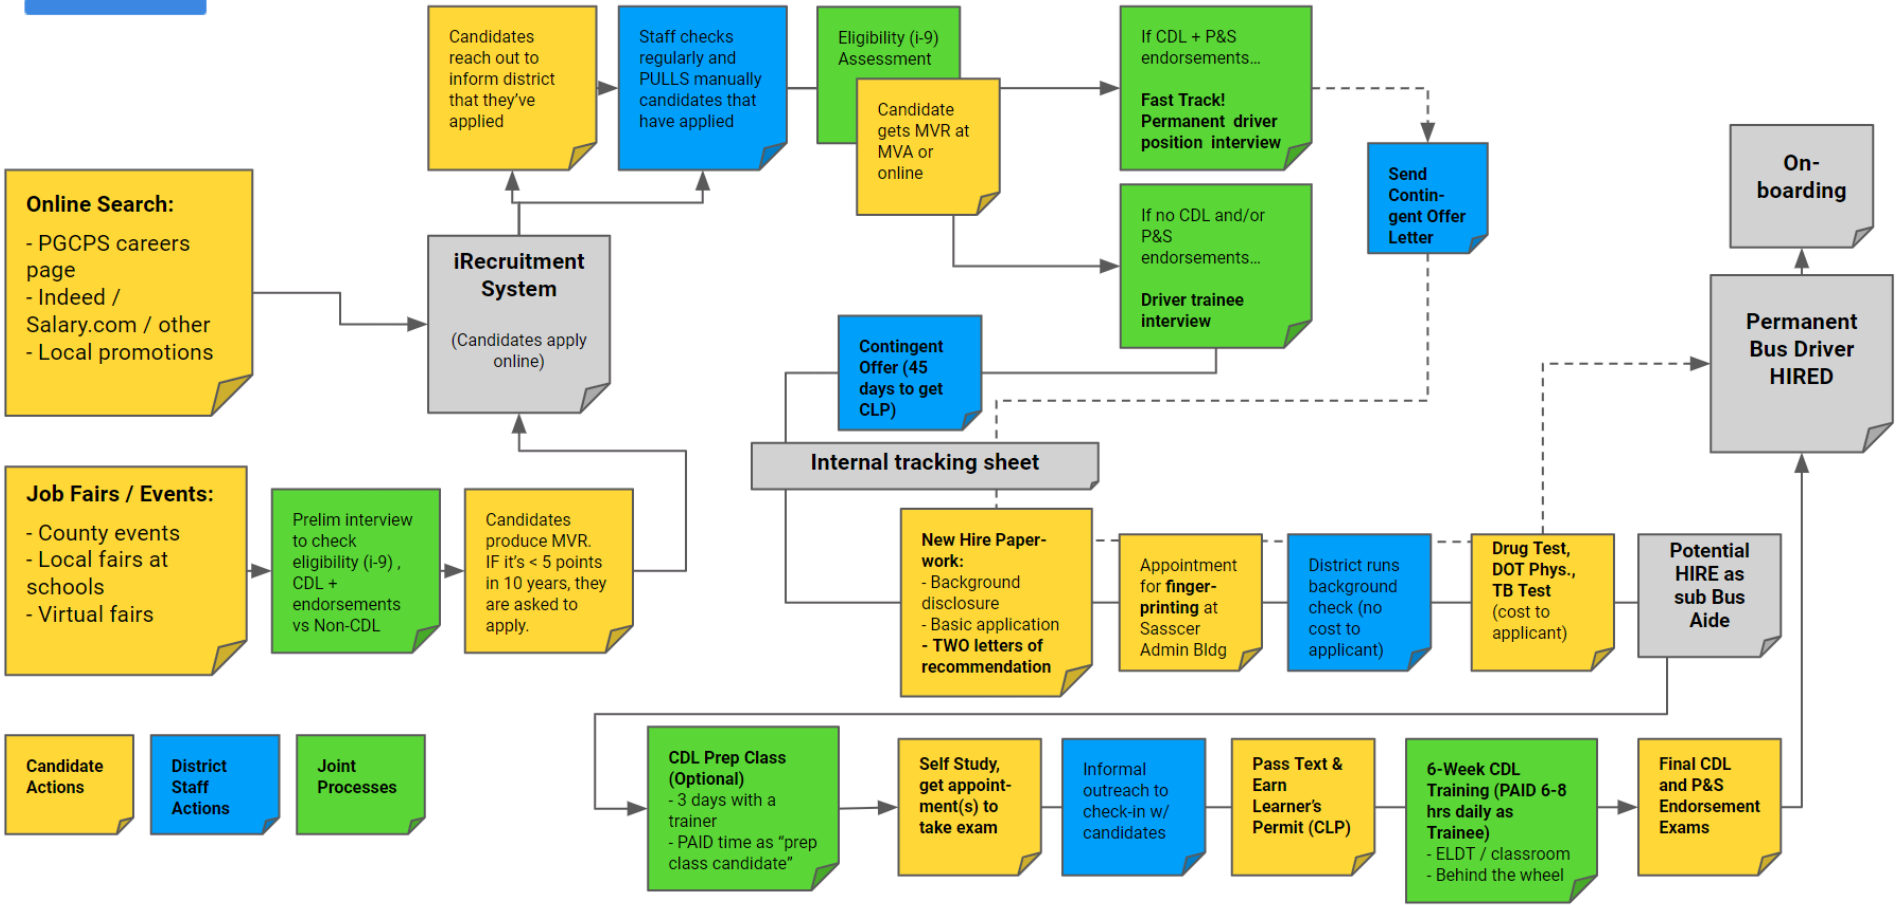 Candidates
reach out to
inform district
that they've
applied
Staff checks
regularly and
PULLS manually
candidates that
have applied
Eligibility (i-9)
Assessment
Candidate
gets MVR at
MVA or
online
If CDL + P&S
endorsements...
Fast Track!
Permanent driver
position interview
Send
Contin-
gent Offer
Letter
On-
boarding
Online Search:
- PGCPS careers
page
- Indeed /
Salary.com / other
- Local promotions
iRecruitment
System
(Candidates apply
online)
If no CDL and/or
P&S
endorsements...
Driver trainee
interview
Contingent
Offer (45
days to get
CLP)
Permanent
Bus Driver
HIRED
Internal tracking sheet
Job Fairs / Events:
- County events
- Local fairs at
schools
- Virtual fairs
Prelim interview
to check
eligibility (i-9) ,
CDL +
endorsements
vs Non-CDL
Candidates
produce MVR.
IF it's < 5 points
in 10 years, they
are asked to
apply.
New Hire Paper-
work:
- Background
disclosure
- Basic application
- TWO letters of
recommendation
Appointment
for finger-
printing at
Sasscer
Admin Bldg
District runs
background
check (no
cost to
applicant)
Drug Test,
DOT Phys.,
TB Test
(cost to
applicant)
Potential
HIRE as
sub Bus
Aide
Candidate
Actions
District
Staff
Actions
Joint
Processes
CDL Prep Class
(Optional)
- 3 days with a
trainer
- PAID time as "prep
class candidate"
Self Study,
get appoint-
ment(s) to
take exam
Informal
outreach to
check-in w/
candidates
Pass Text &
Earn
Learner's
Permit (CLP)
6-Week CDL
Training (PAID 6-8
hrs daily as
Trainee)
- ELDT / classroom
- Behind the wheel
Final CDL
and P&S
Endorsement
Exams